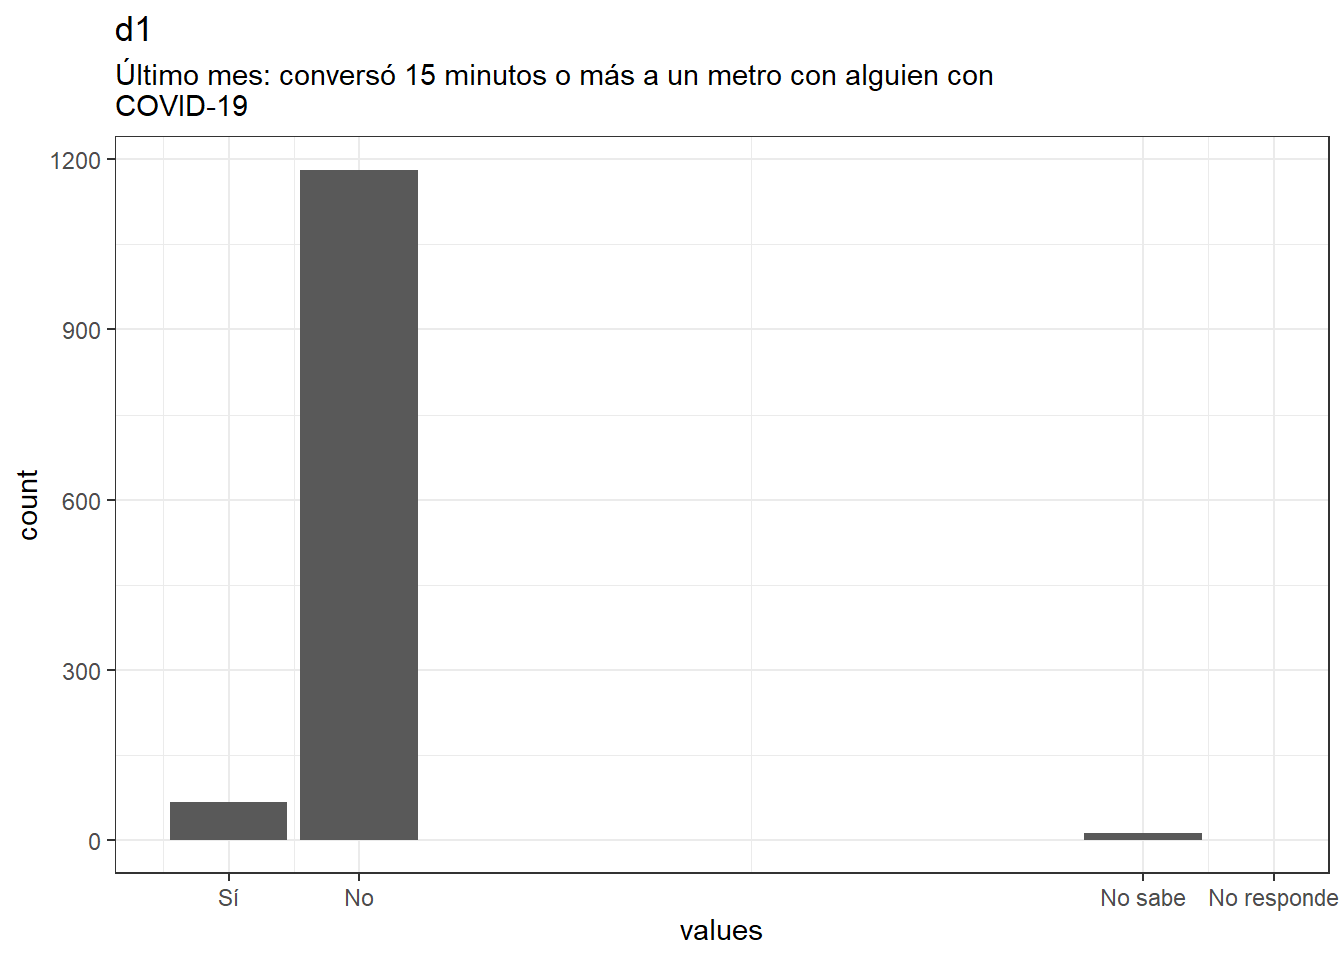 d1
Último mes: conversó 15 minutos o más a un metro con alguien con
COVID-19
1200
900
600
300
0
count
Sí No No sabe No responde
values